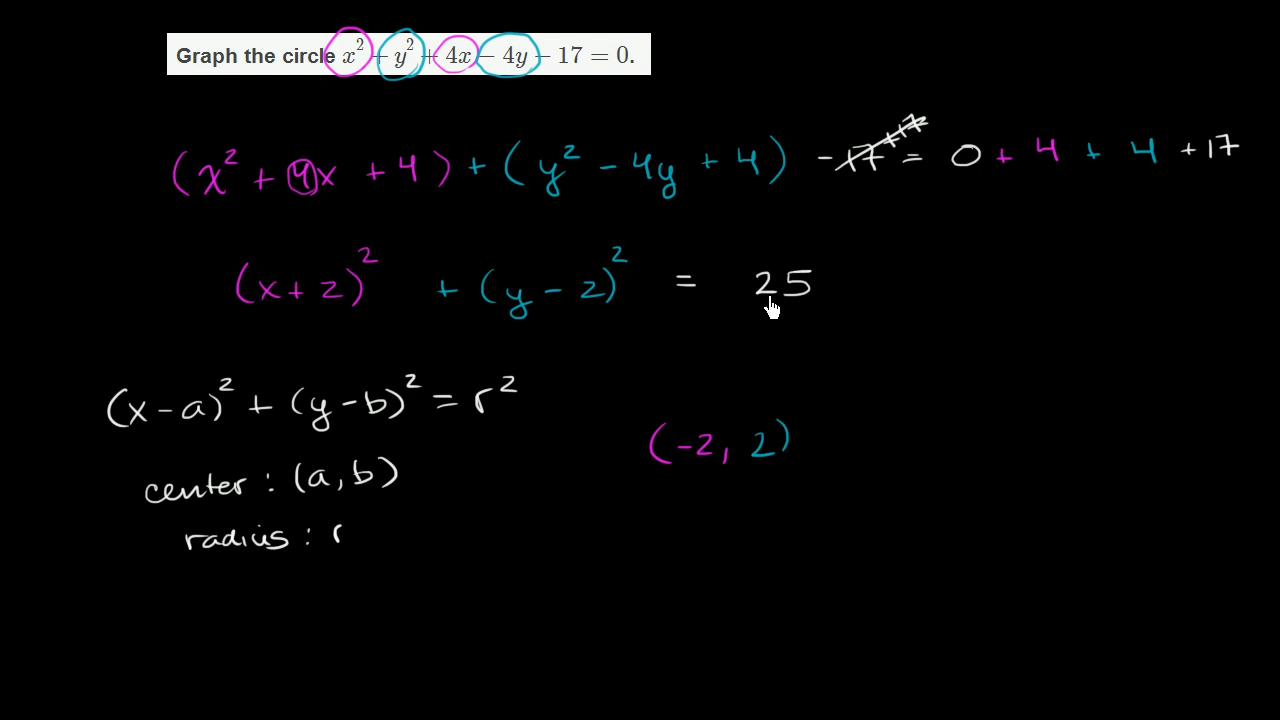 Graph the circle x² + y² + 4x − 4y − 17 = 0.
(x² + 4x + 4) + (y² − 4y + 4) − 17 + 17 = 0 + 4 + 4 + 17
(x + 2)² + (y − 2)² = 25
(x − a)² + (y − b)² = r²
(−2, 2)
center : (a, b)
radius : r